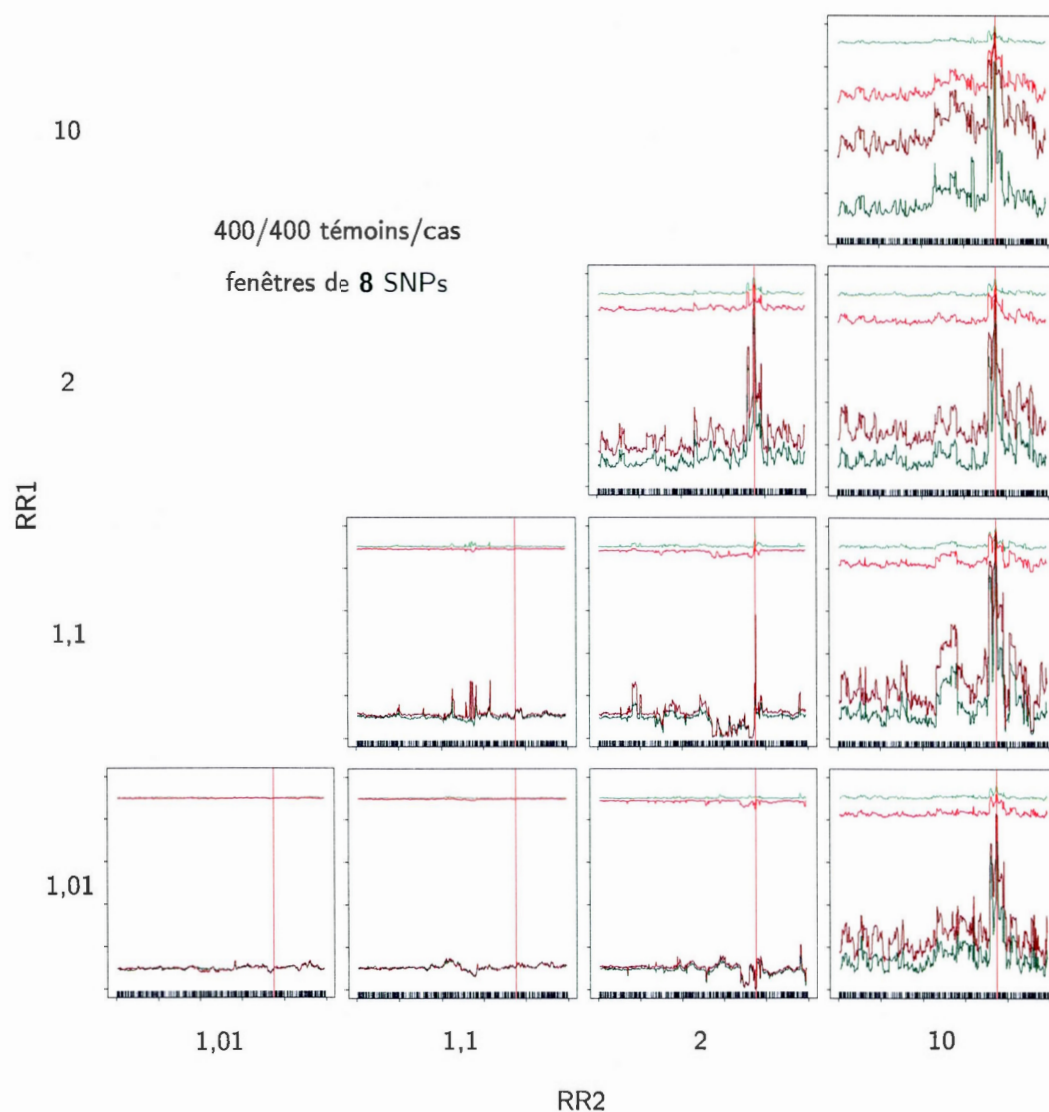 10
400/400 témoins/cas
fenêtres de 8 SNPs
2
RR1
1,1
1,01
1,01
1,1
2
10
RR2